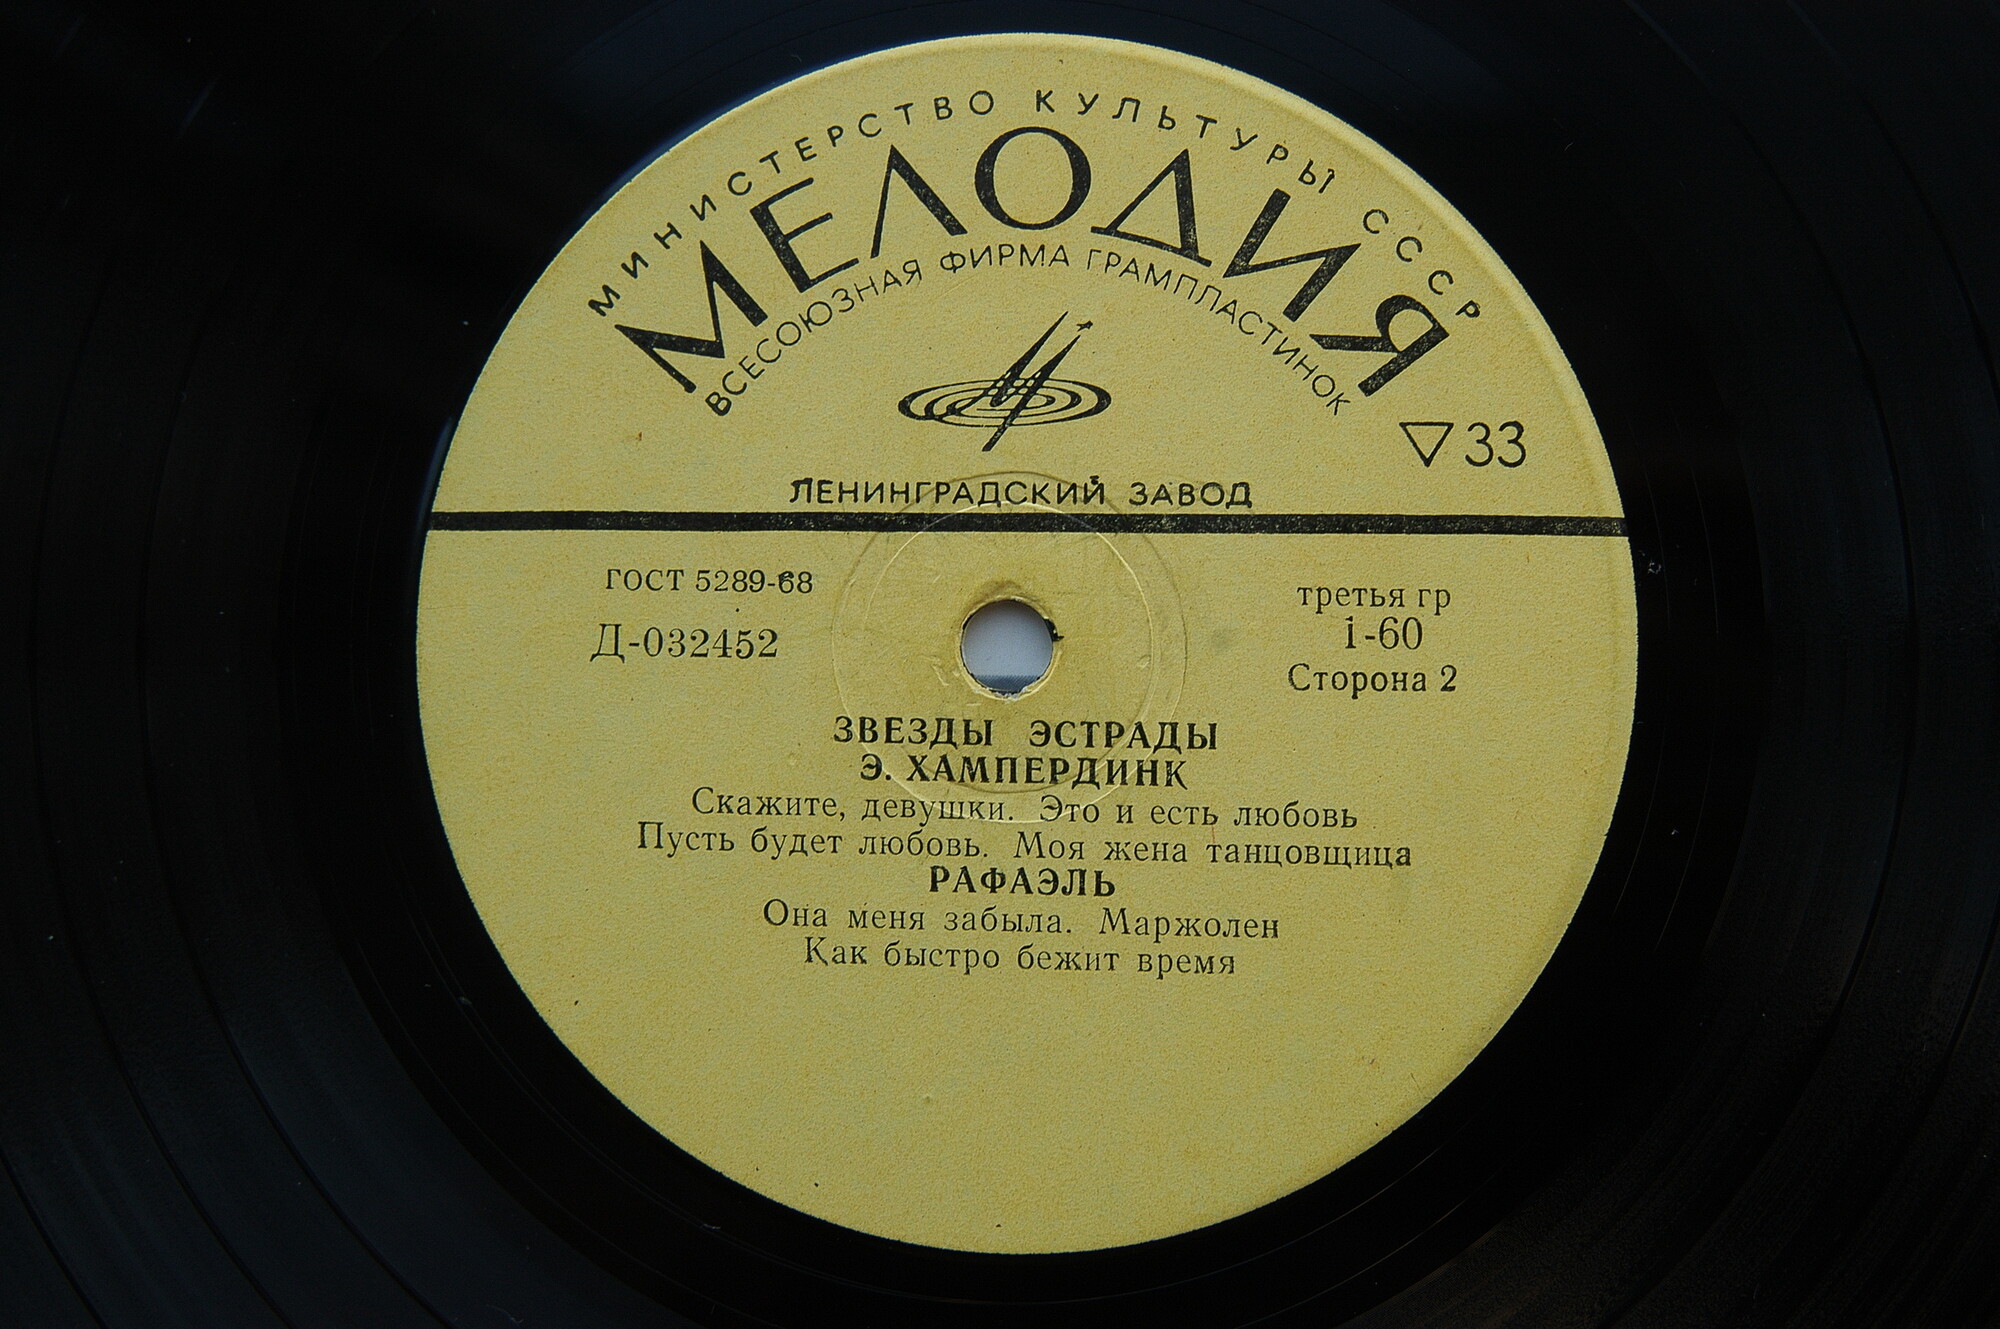 МИНИСТЕРСТВО КУЛЬТУРЫ СССР
МЕЛОДИЯ
ВСЕСОЮЗНАЯ ФИРМА ГРАМПЛАСТИНОК
▽33
ЛЕНИНГРАДСКИЙ ЗАВОД
ГОСТ 5289-68
Д-032452
третья гр
1-60
Сторона 2
ЗВЕЗДЫ ЭСТРАДЫ
Э. ХАМПЕРДИНК
Скажите, девушки. Это и есть любовь
Пусть будет любовь. Моя жена танцовщица
РАФАЭЛЬ
Она меня забыла. Маржолен
Как быстро бежит время